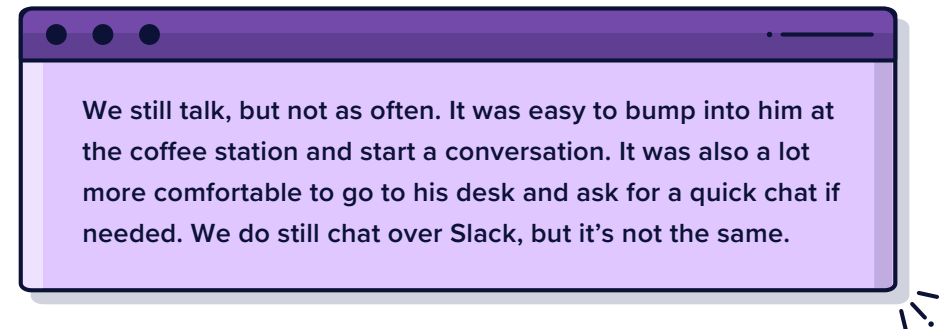 We still talk, but not as often. It was easy to bump into him at
the coffee station and start a conversation. It was also a lot
more comfortable to go to his desk and ask for a quick chat if
needed. We do still chat over Slack, but it’s not the same.